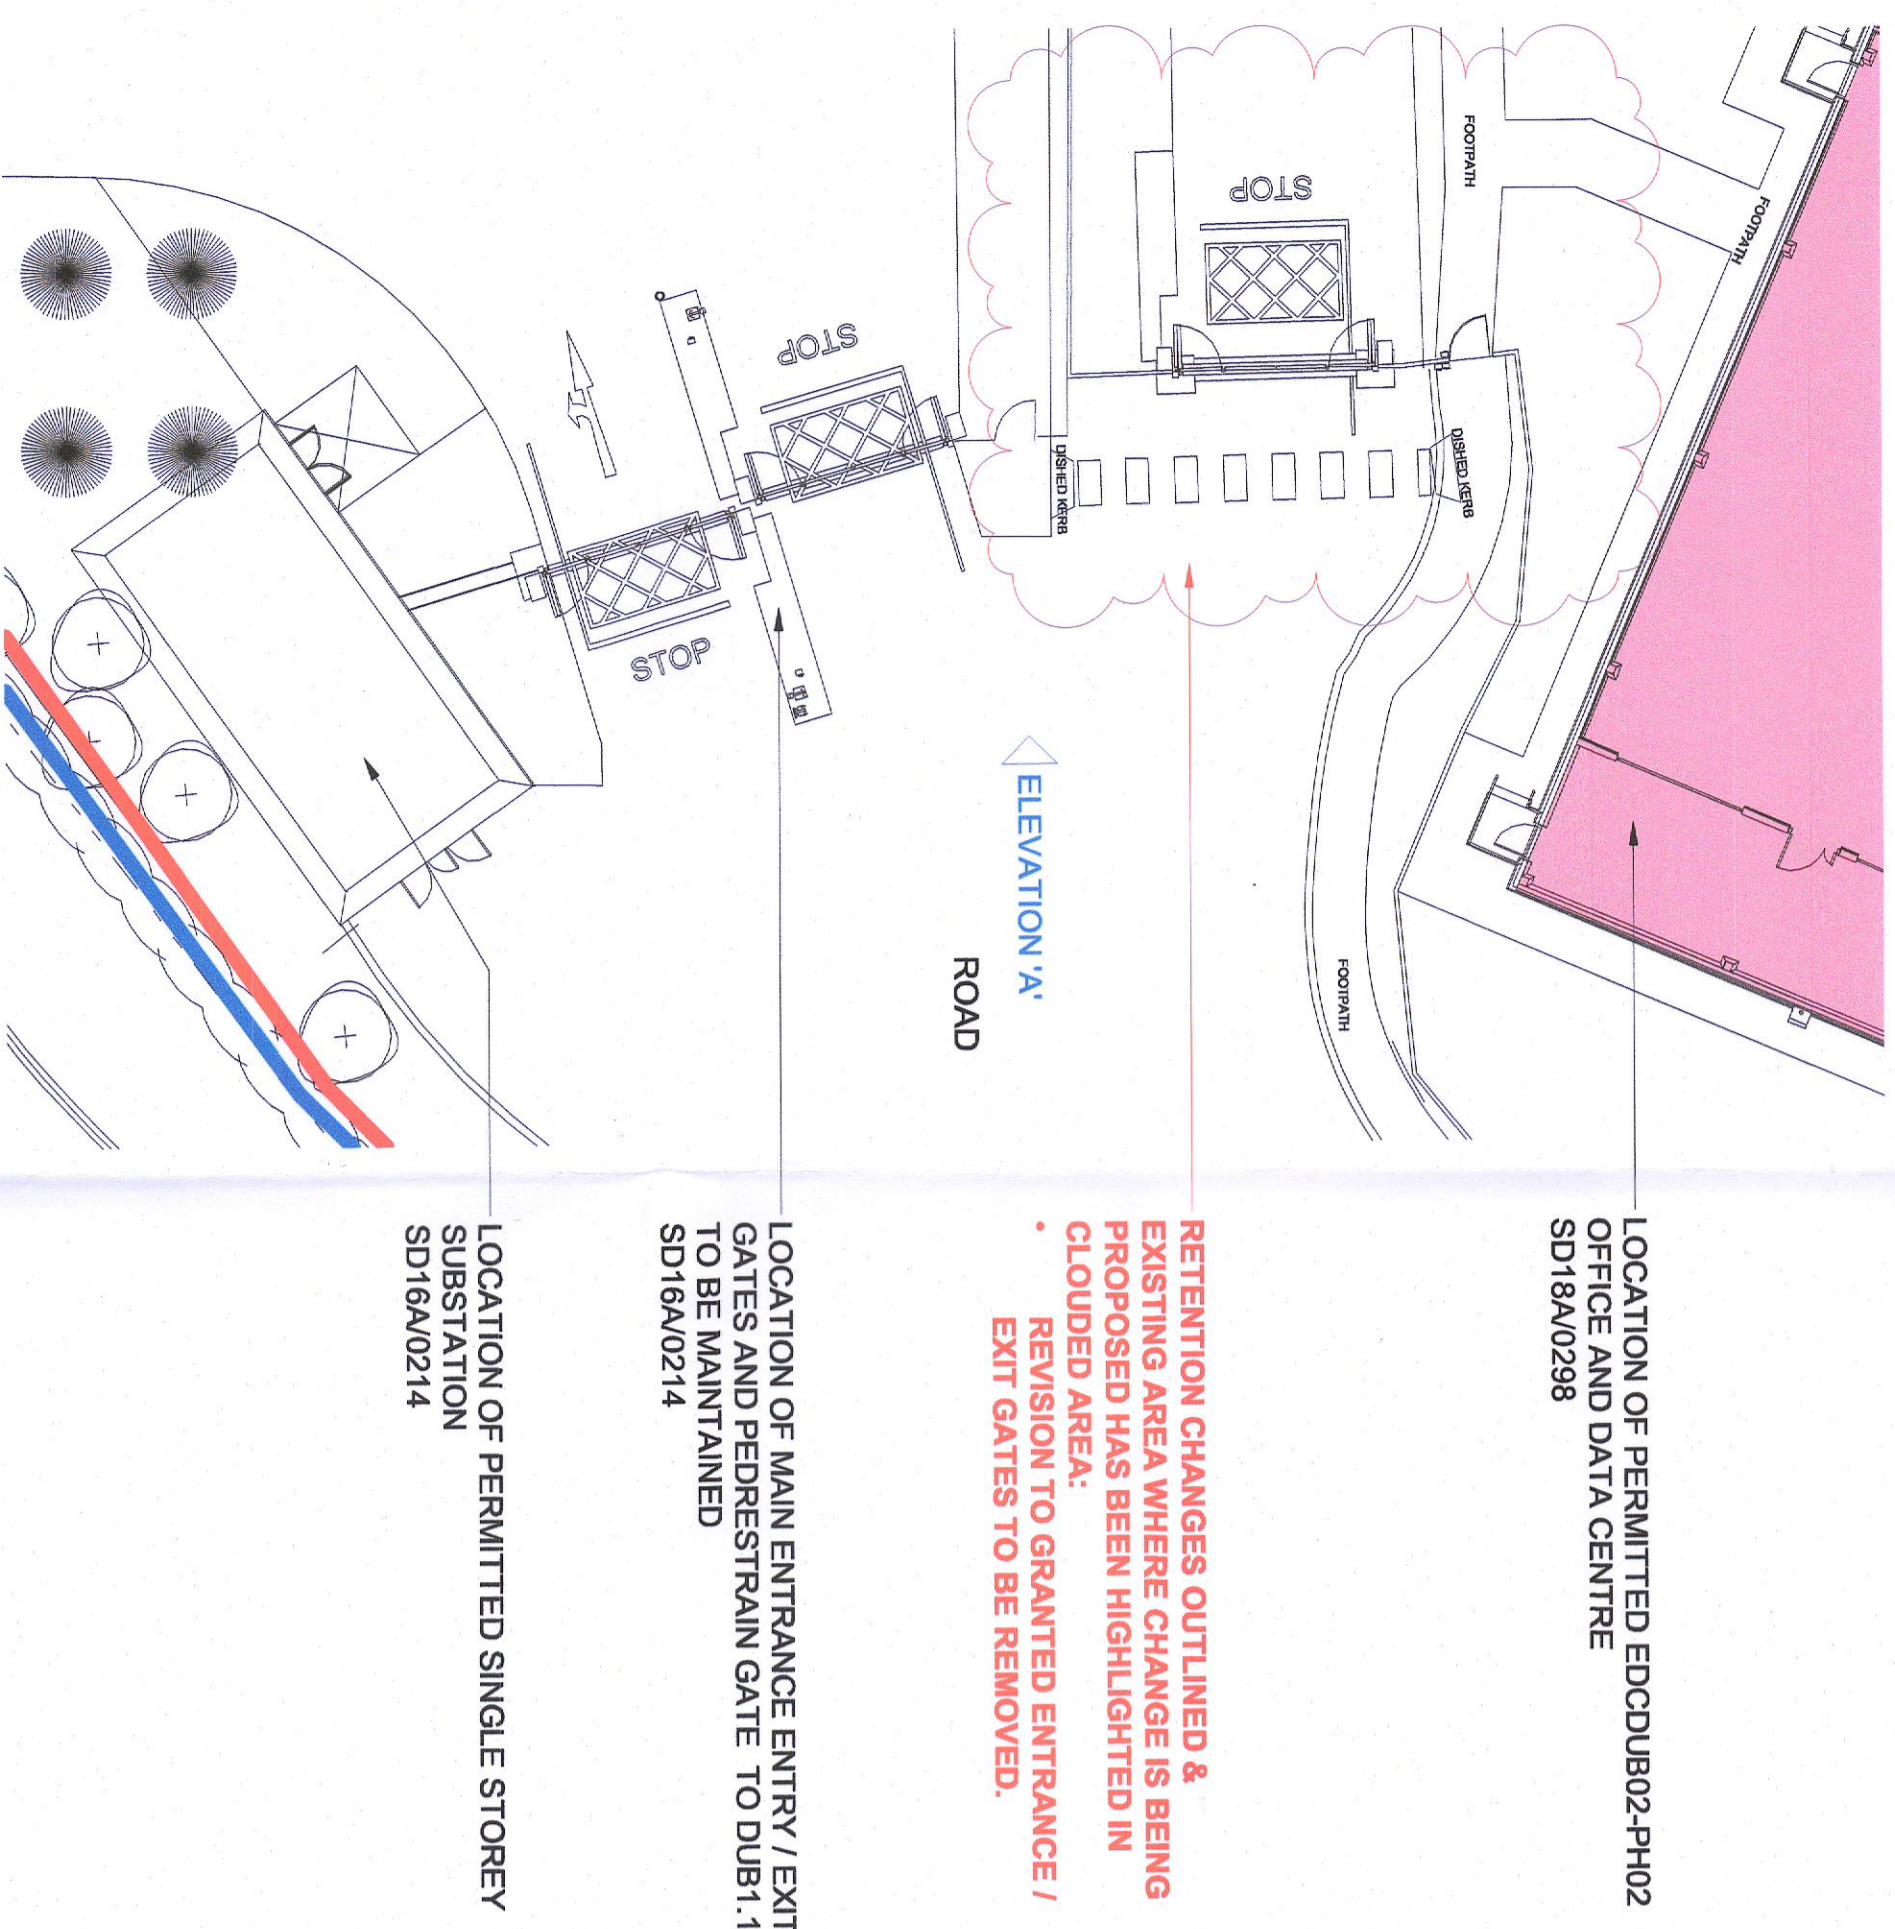 LOCATION OF PERMITTED EDCDUB02-PH02
OFFICE AND DATA CENTRE
SD18A/0298
RETENTION CHANGES OUTLINED &
EXISTING AREA WHERE CHANGE IS BEING
PROPOSED HAS BEEN HIGHLIGHTED IN
CLOUDED AREA:
• REVISION TO GRANTED ENTRANCE /
EXIT GATES TO BE REMOVED.
LOCATION OF MAIN ENTRANCE ENTRY / EXIT
GATES AND PEDRESTRAIN GATE TO DUB1.1
TO BE MAINTAINED
SD16A/0214
LOCATION OF PERMITTED SINGLE STOREY
SUBSTATION
SD16A/0214
FOOTPATH
FOOTPATH
STOP
DISHED KERB
DISHED KERB
STOP
STOP
FOOTPATH
ELEVATION 'A'
ROAD